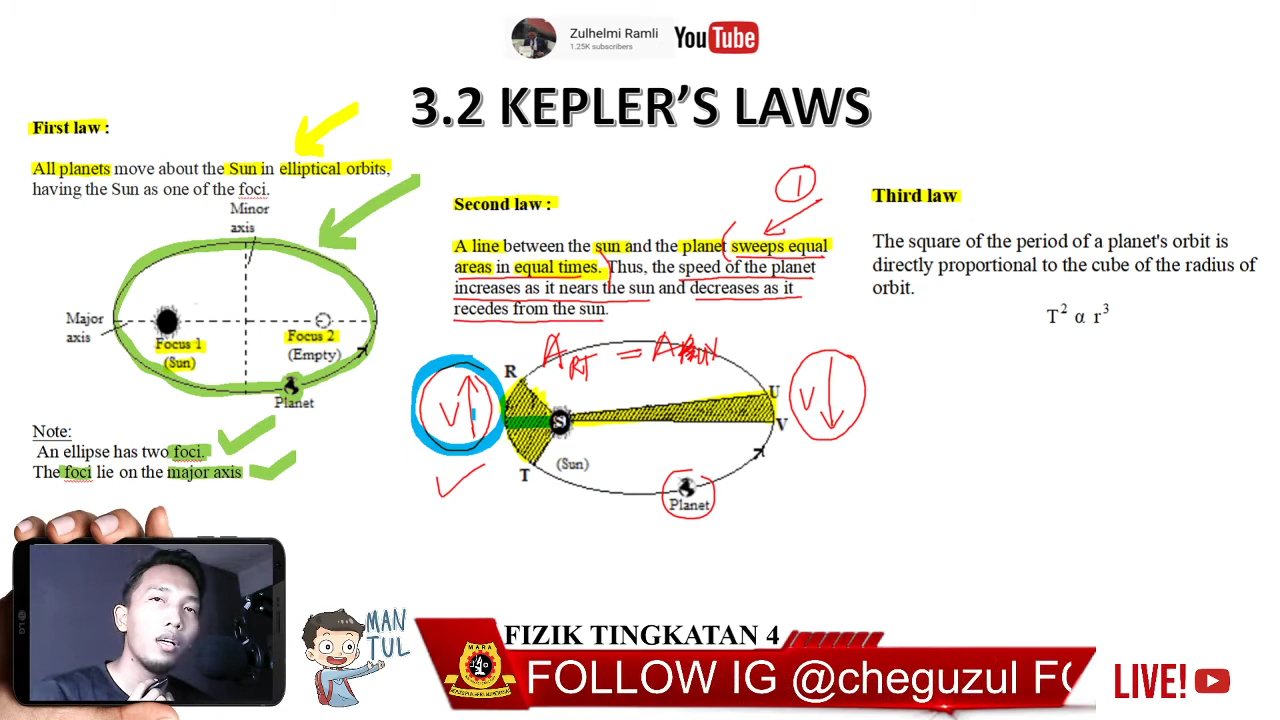 Zulhelmi Ramli
1.25K subscribers
YouTube
3.2 KEPLER'S LAWS
First law :
All planets move about the Sun in elliptical orbits,
having the Sun as one of the foci.
Minor
axis
Major
axis
Focus 1
(Sun)
Focus 2
(Empty)
Planet
Note:
An ellipse has two foci.
The foci lie on the major axis
Second law :
1
A line between the sun and the planet sweeps equal
areas in equal times. Thus, the speed of the planet
increases as it nears the sun and decreases as it
recedes from the sun.
R
A RT = A
V
S
U
V
V
T
(Sun)
Planet
Third law
The square of the period of a planet's orbit is
directly proportional to the cube of the radius of
orbit.
T² α r³
MAN
TUL
MARA
FIZIK TINGKATAN 4
FOLLOW IG @cheguzul FO
LIVE!